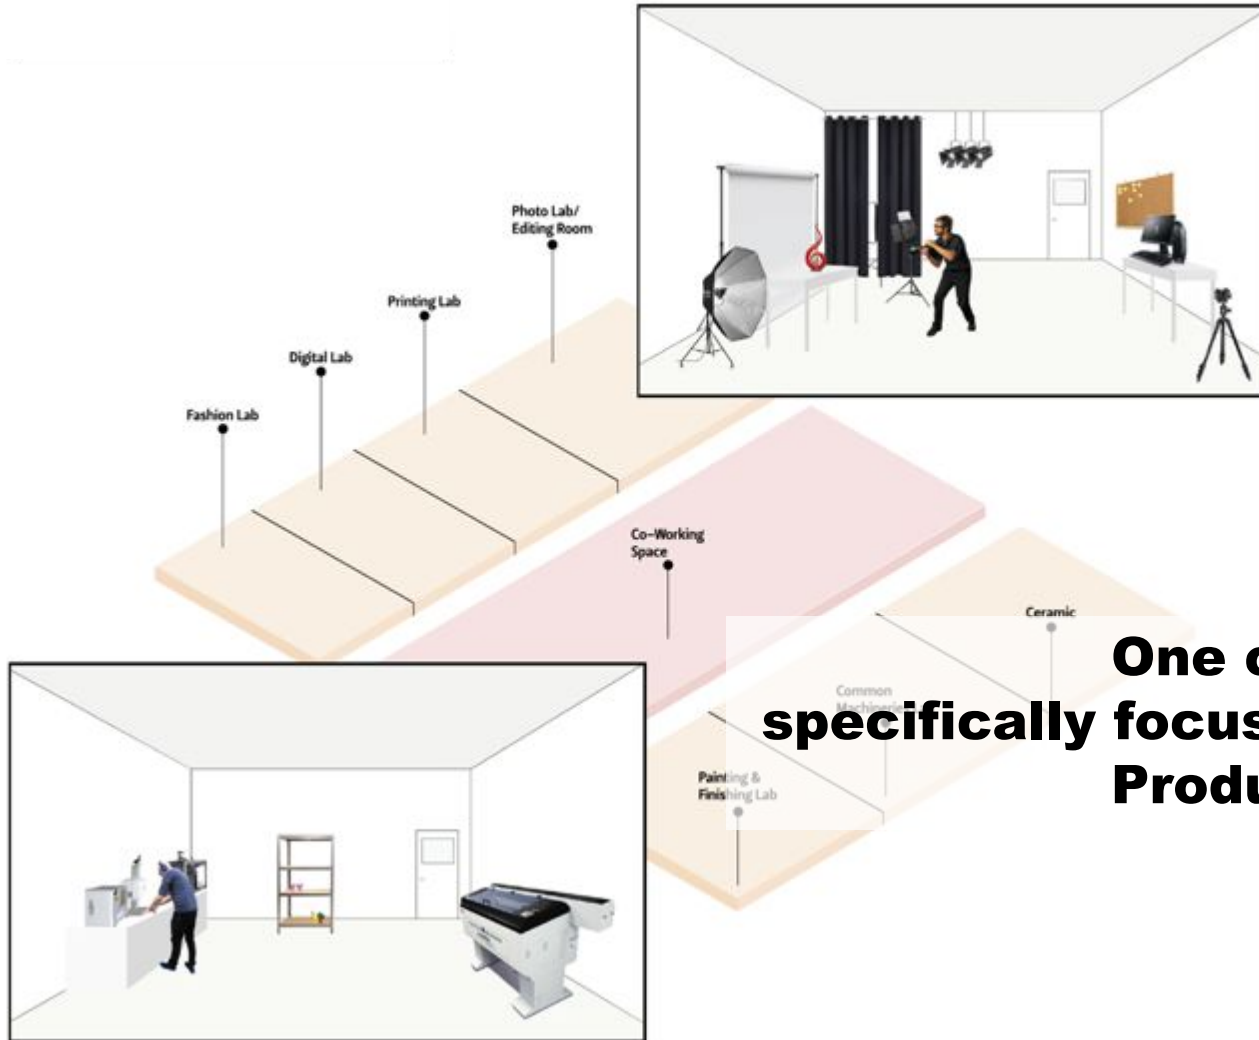 Photo Lab/
Editing Room
Printing Lab
Digital Lab
Fashion Lab
Co-Working
Space
Ceramic
One
specifically focus
Produ
Common
Painting &
Finishing Lab